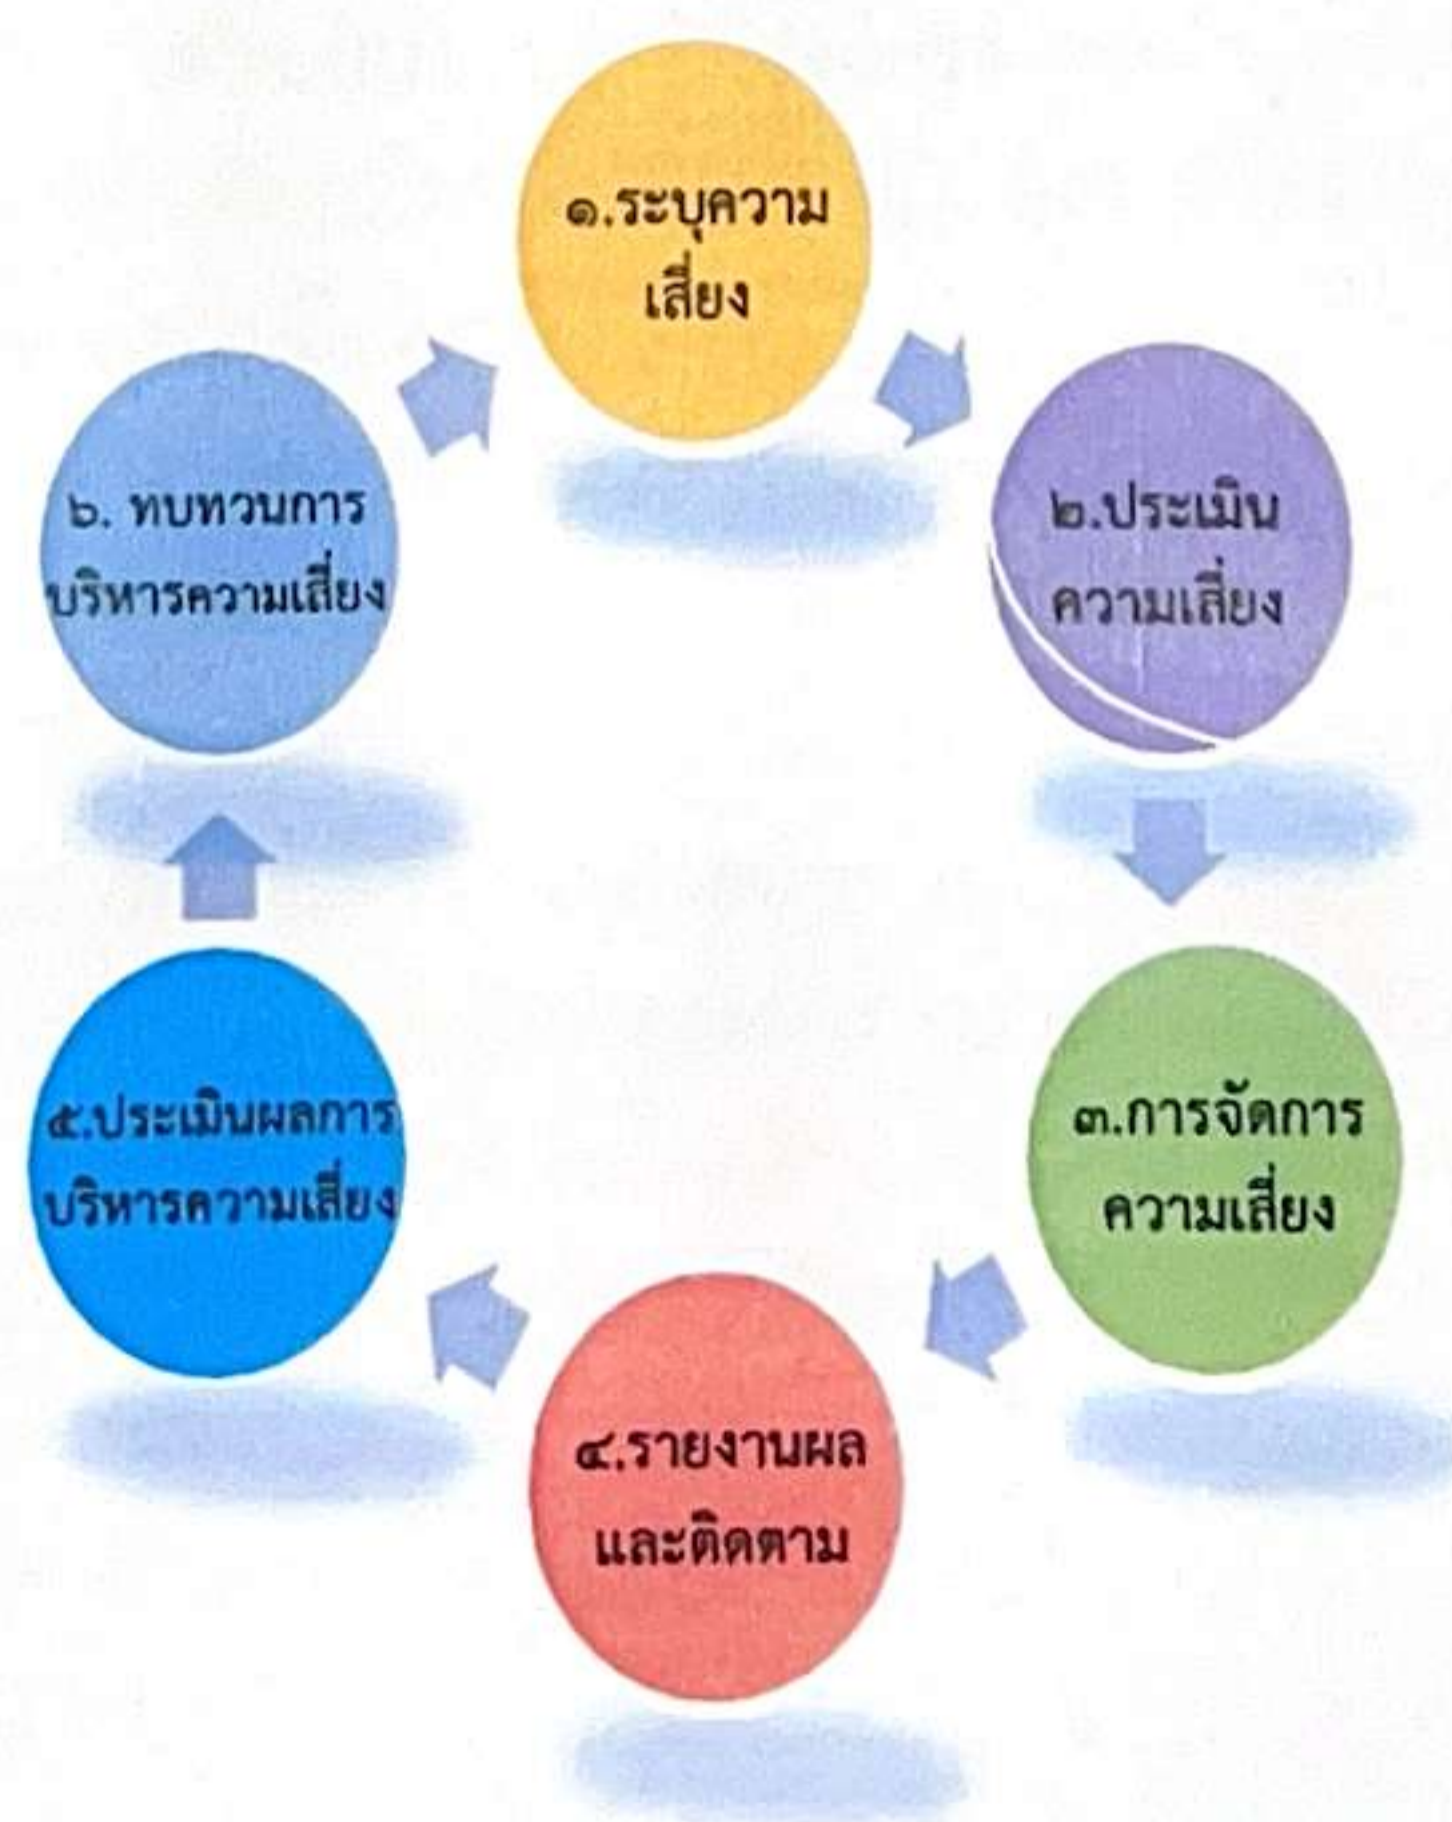 ๑.ระบุความ
เสี่ยง
๒.ประเมิน
ความเสี่ยง
๓.การจัดการ
ความเสี่ยง
๔.รายงานผล
และติดตาม
๕.ประเมินผลการ
บริหารความเสี่ยง
๖. ทบทวนการ
บริหารความเสี่ยง